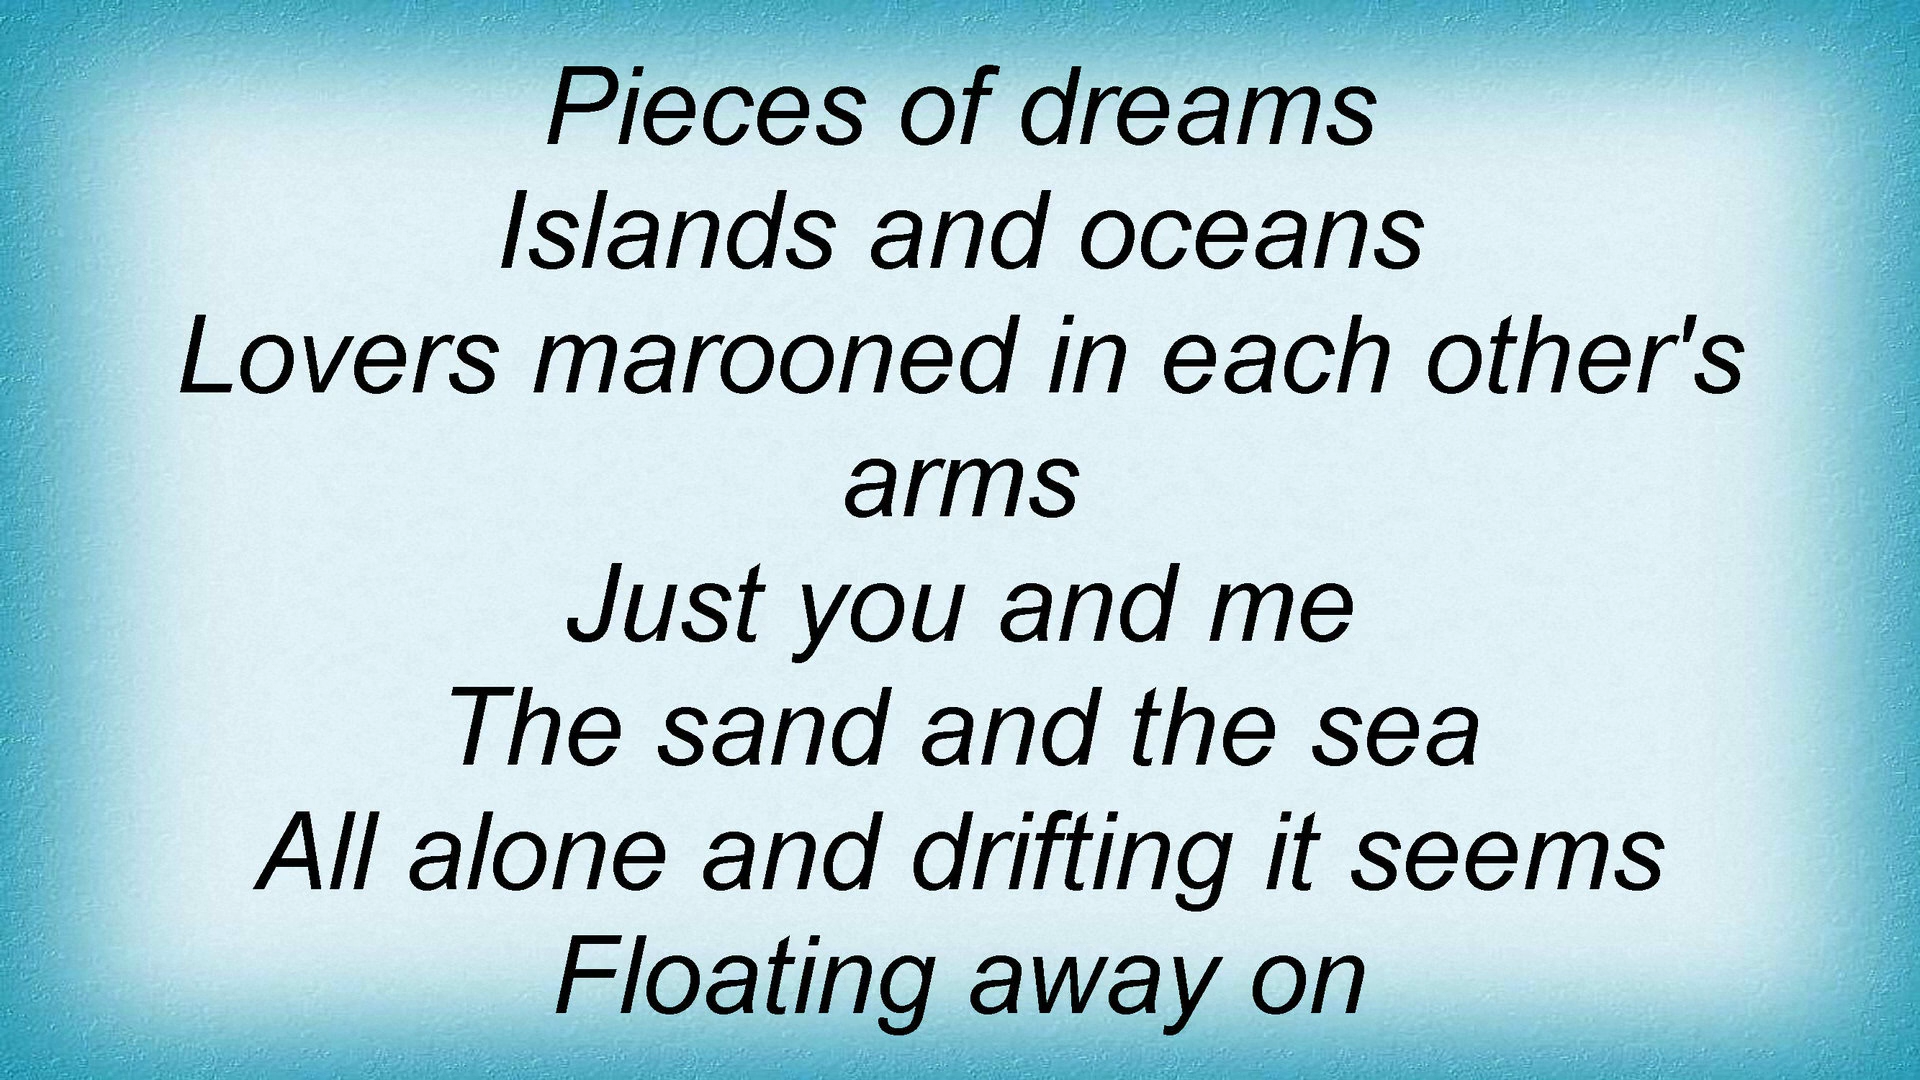 Pieces of dreams
Islands and oceans
Lovers marooned in each other's
arms
Just you and me
The sand and the sea
All alone and drifting it seems
Floating away on